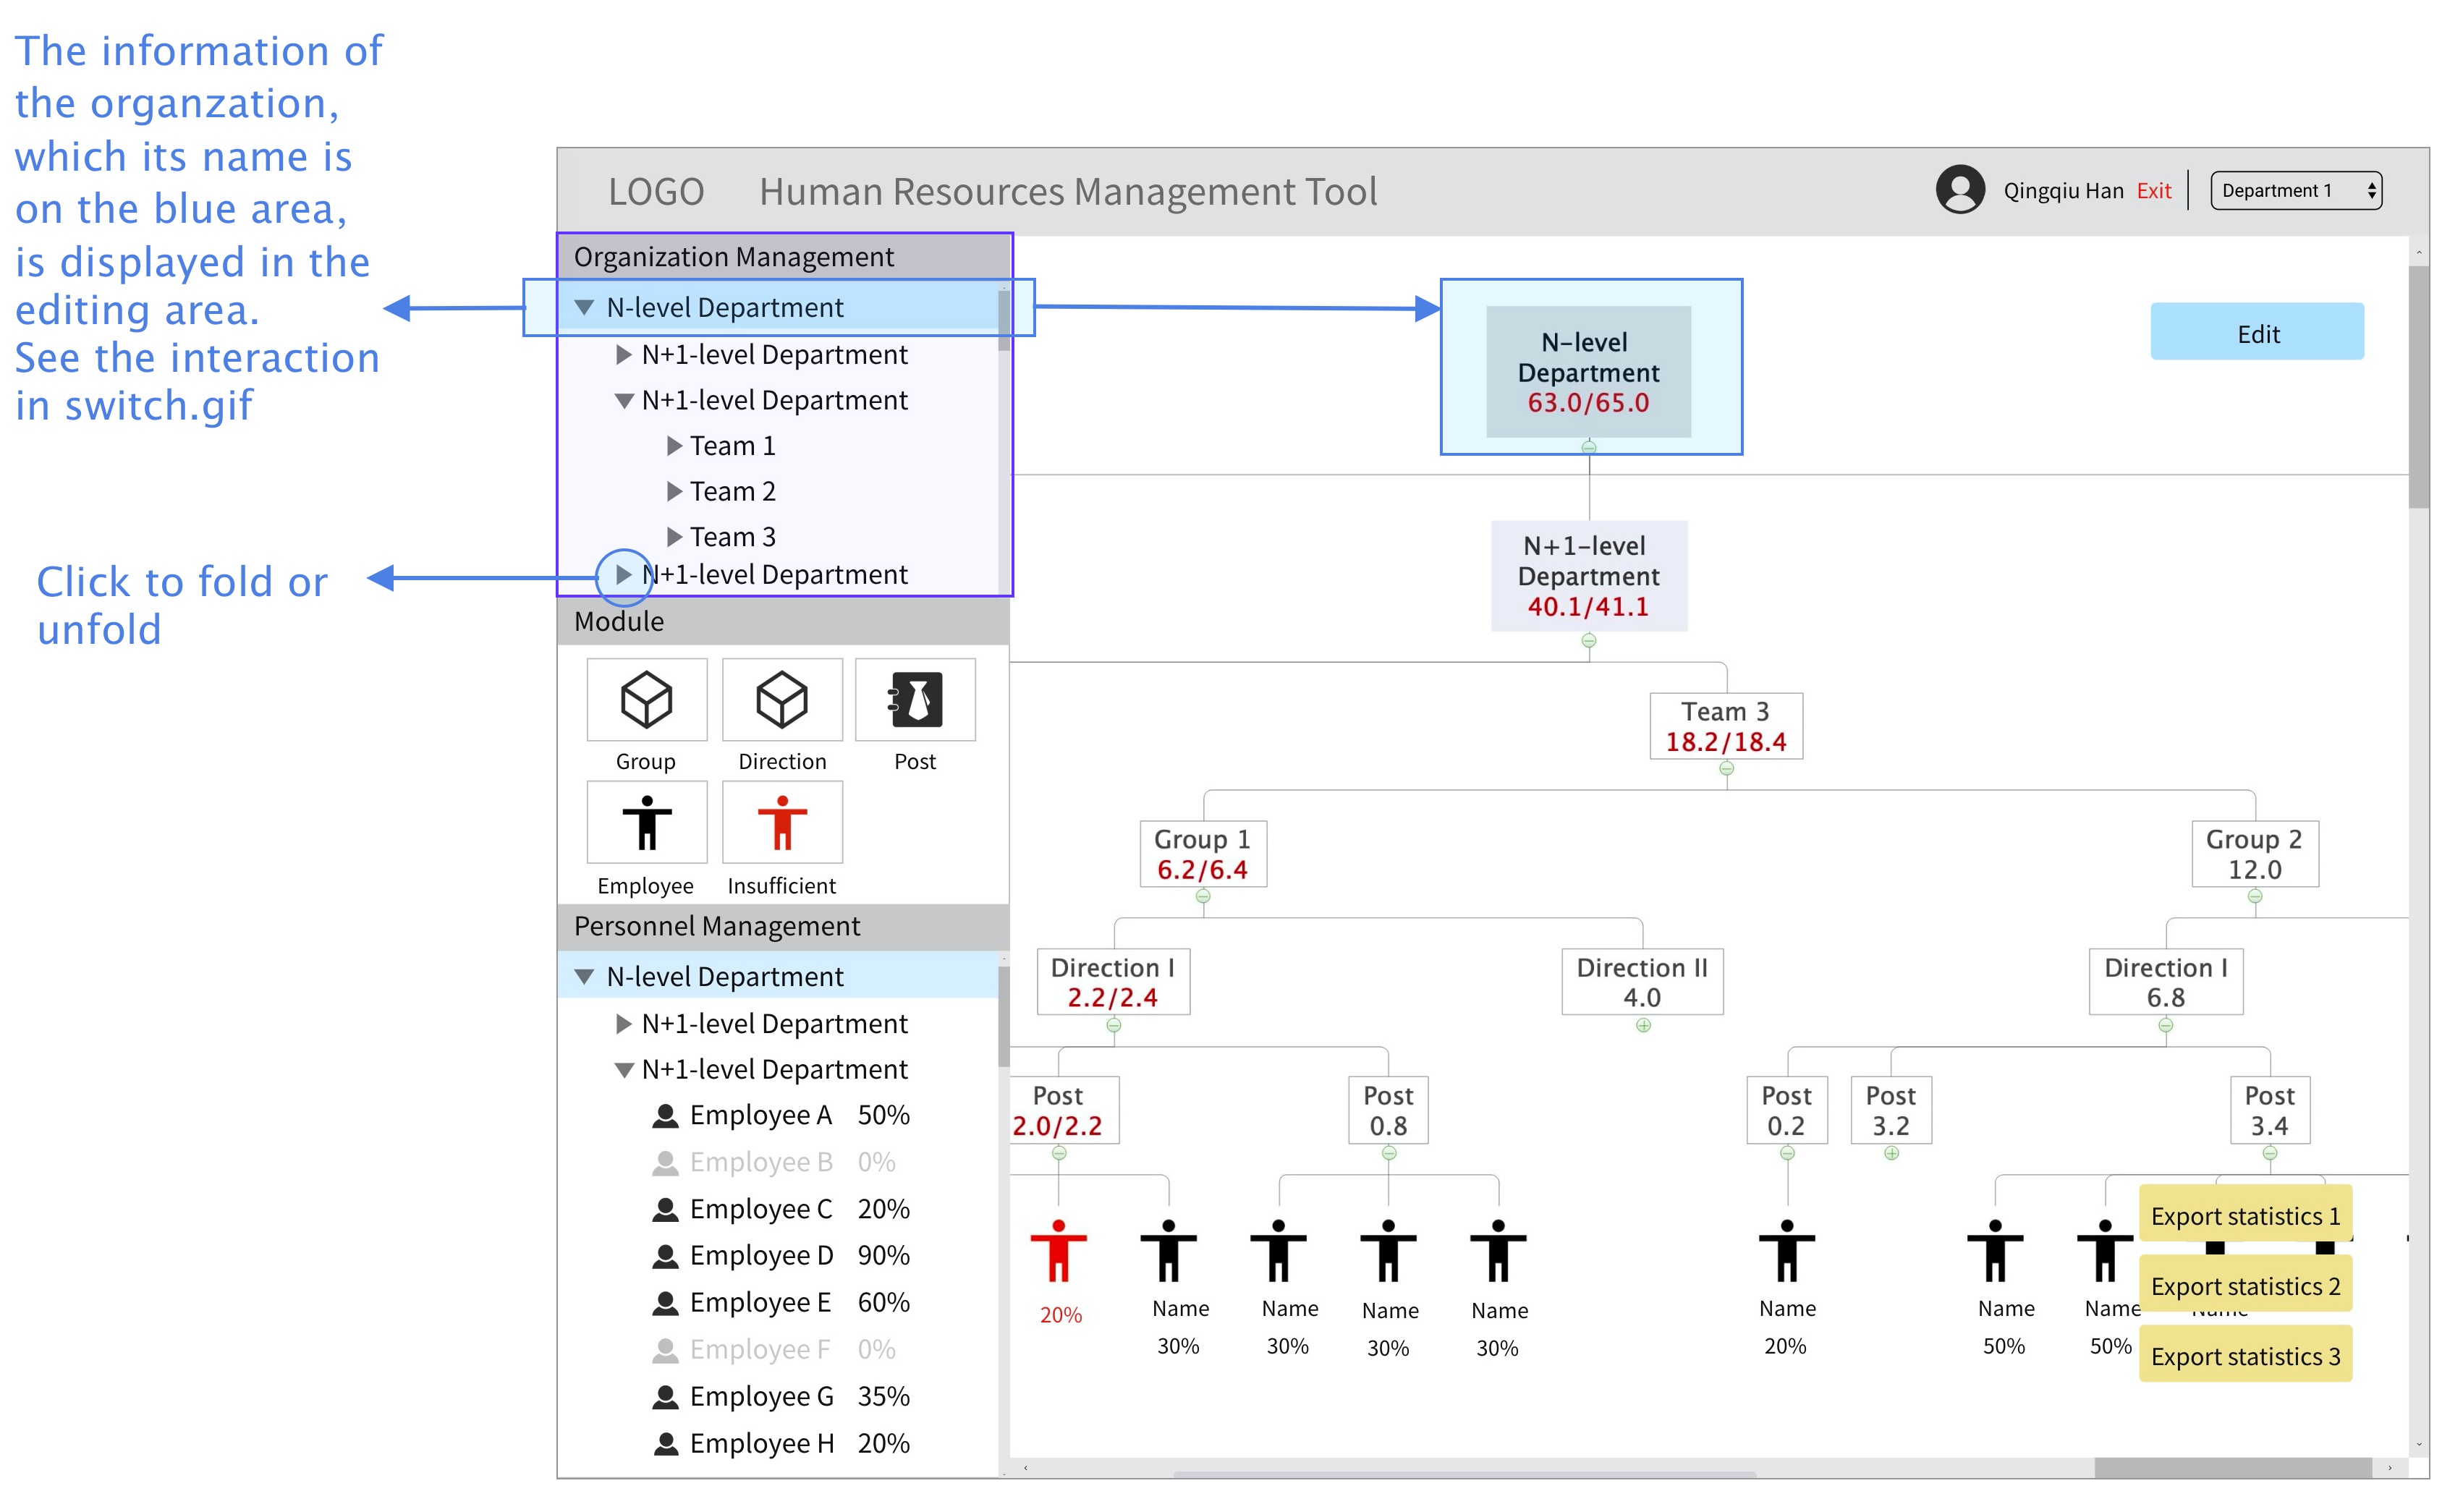 The information of
the organzation,
which its name is
on the blue area,
is displayed in the
editing area.
See the interaction
in switch.gif
Click to fold or
unfold
LOGO
Human Resources Management Tool
Qingqiu Han
Exit
Department 1
Organization Management
N-level Department
N+1-level Department
N+1-level Department
Team 1
Team 2
Team 3
N+1-level Department
Module
Group
Direction
Post
Employee
Insufficient
Personnel Management
N-level Department
N+1-level Department
N+1-level Department
Employee A 50%
Employee B 0%
Employee C 20%
Employee D 90%
Employee E 60%
Employee F 0%
Employee G 35%
Employee H 20%
N-level
Department
63.0/65.0
Edit
N+1-level
Department
40.1/41.1
Team 3
18.2/18.4
Group 1
6.2/6.4
Group 2
12.0
Direction I
2.2/2.4
Direction II
4.0
Direction I
6.8
Post
2.0/2.2
Post
0.8
Post
0.2
Post
3.2
Post
3.4
20%
Name
30%
Name
30%
Name
30%
Name
30%
Name
20%
Name
50%
Name
50%
Export statistics 1
Export statistics 2
Export statistics 3